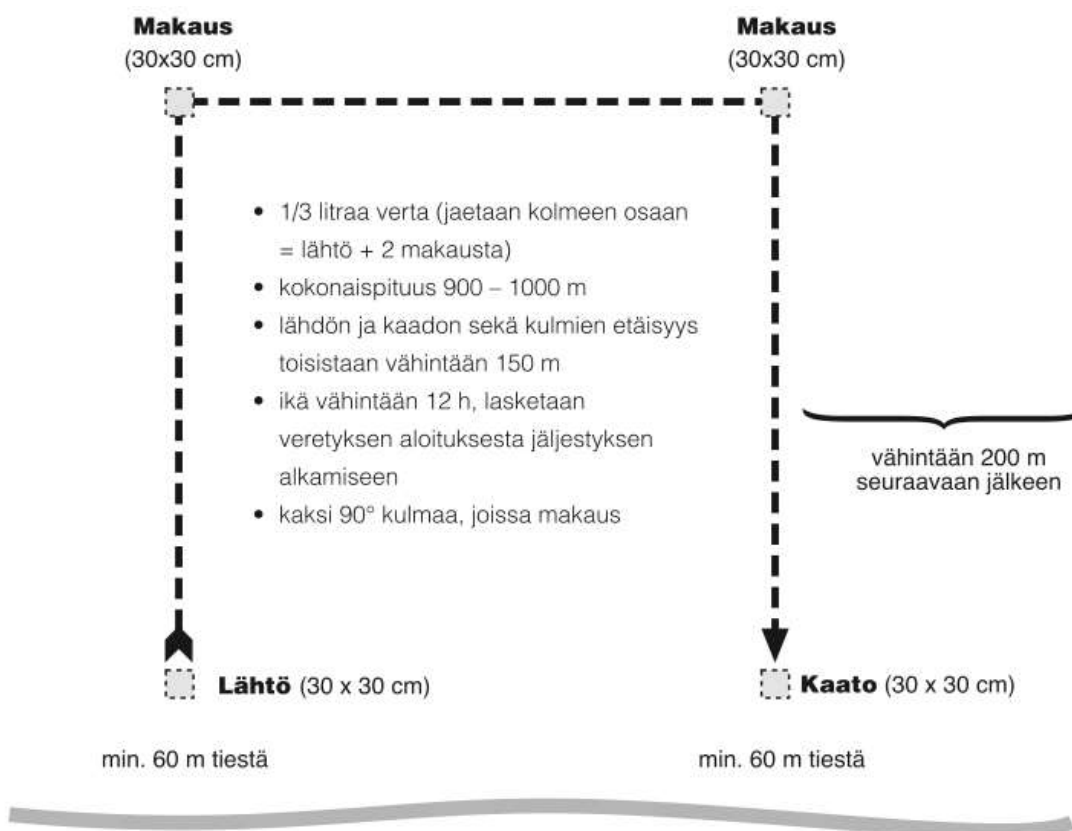 Makaus
(30x30 cm)
Makaus
(30x30 cm)
• 1/3 litraa verta (jaetaan kolmeen osaan
= lähtö + 2 makausta)
• kokonaispituus 900 – 1000 m
• lähdön ja kaadon sekä kulmien etäisyys
toisistaan vähintään 150 m
• ikä vähintään 12 h, lasketaan
veretyksen aloituksesta jäljestyksen
alkamiseen
• kaksi 90° kulmaa, joissa makaus
vähintään 200 m
seuraavaan jälkeen
Lähtö (30 x 30 cm)
Kaato (30 x 30 cm)
min. 60 m tiestä
min. 60 m tiestä